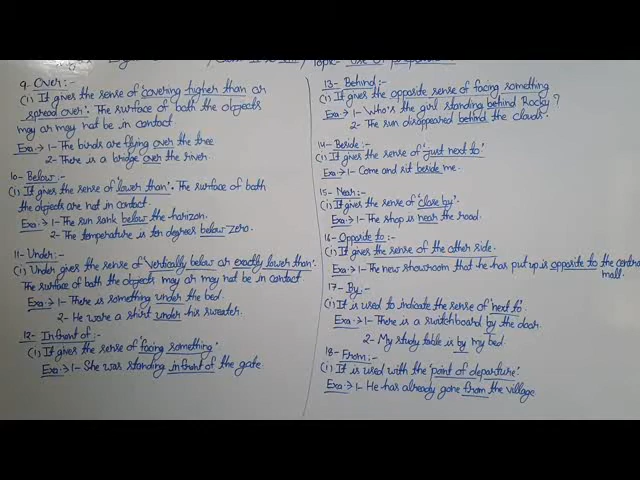 Topic- Use of preposition
9- Over:-
(i) It gives the sense of 'covering higher than or
spread over'. The surface of both the objects
may or may not be in contact
Exa:→ 1- The birds are flying over the tree
2- There is a bridge over the river.
10- Below:-
(i) It gives the sense of 'lower than'. The surface of both
the objects are not in contact.
Exa:→ 1- The sun sank below the horizon.
2- The temperature is ten degrees below zero.
11- Under:-
(i) Under gives the sense of 'vertically below or exactly lower than'.
The surface of both the objects may or may not be in contact
Exa:→ 1- There is something under the bed.
2- He wore a shirt under his sweater.
12- Infront of:-
(i) It gives the sense of 'facing something'
Exa:→ 1- She was standing infront of the gate.
13- Behind:-
(i) It gives the opposite sense of facing something
Exa:→ 1- Who's the girl standing behind Rocky?
2- The sun disappeared behind the clouds.
14- Beside:-
(i) It gives the sense of 'just next to'
Exa:→ 1- Come and sit beside me.
15- Near:-
(i) It gives the sense of 'close by'.
Exa:→ 1- The shop is near the road.
16- Opposite to:-
(i) It gives the sense of the other side.
Exa:→ 1- The new showroom that he has put up is opposite to the central
mall.
17- By:-
(i) It is used to indicate the sense of 'next to'.
Exa:→ 1- There is a switchboard by the door.
2- My study table is by my bed.
18- From:-
(i) It is used with the 'point of departure'
Exa:→ 1- He has already gone from the village